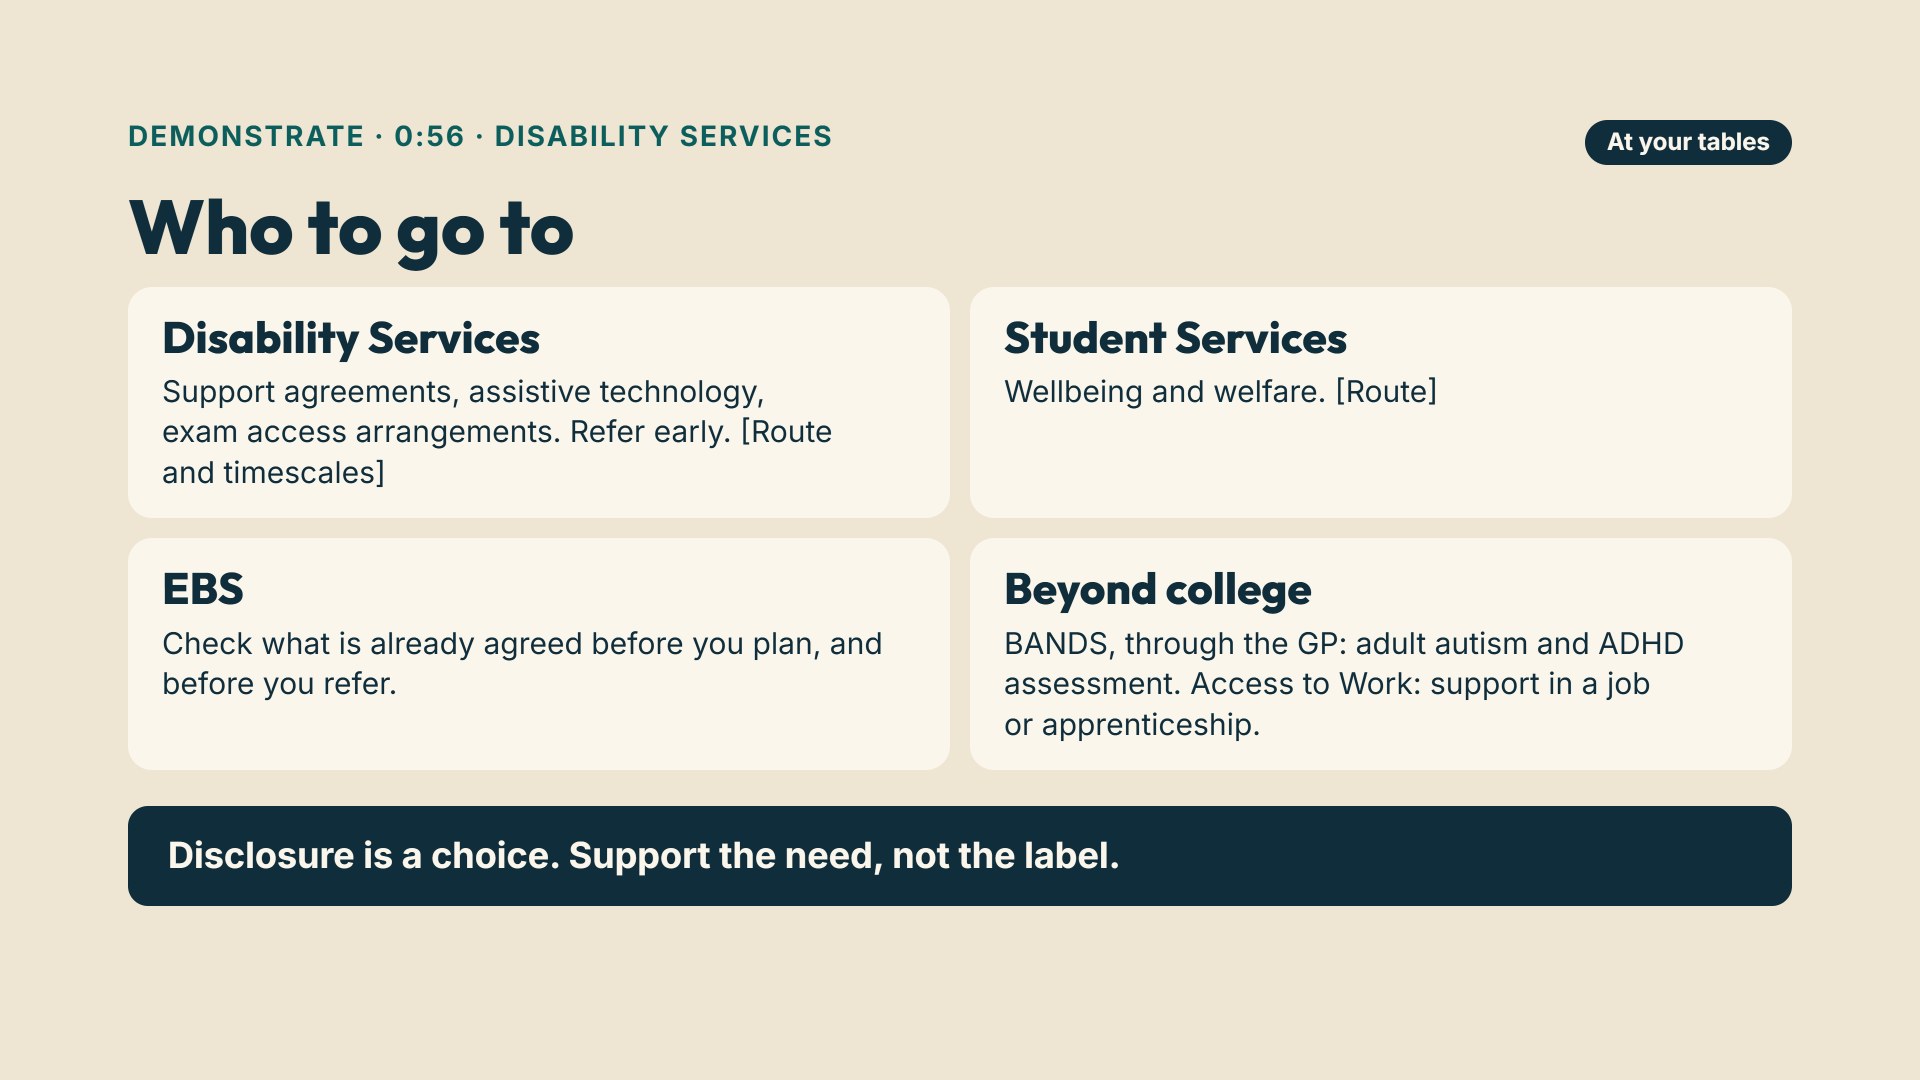 DEMONSTRATE · 0:56 · DISABILITY SERVICES
At your tables
Who to go to
Disability Services
Support agreements, assistive technology,
exam access arrangements. Refer early. [Route
and timescales]
Student Services
Wellbeing and welfare. [Route]
EBS
Check what is already agreed before you plan, and
before you refer.
Beyond college
BANDS, through the GP: adult autism and ADHD
assessment. Access to Work: support in a job
or apprenticeship.
Disclosure is a choice. Support the need, not the label.